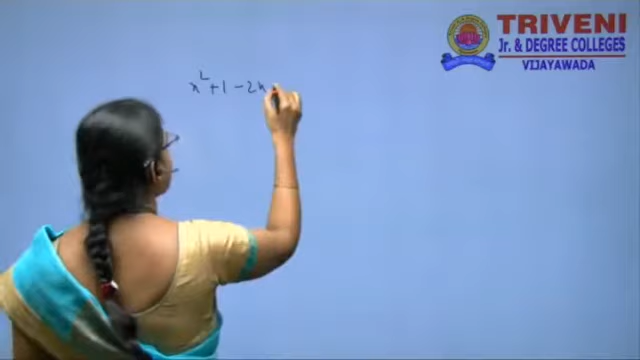 TRIVENI
Jr. & DEGREE COLLEGES
VIJAYAWADA
x² + 1 - 2x